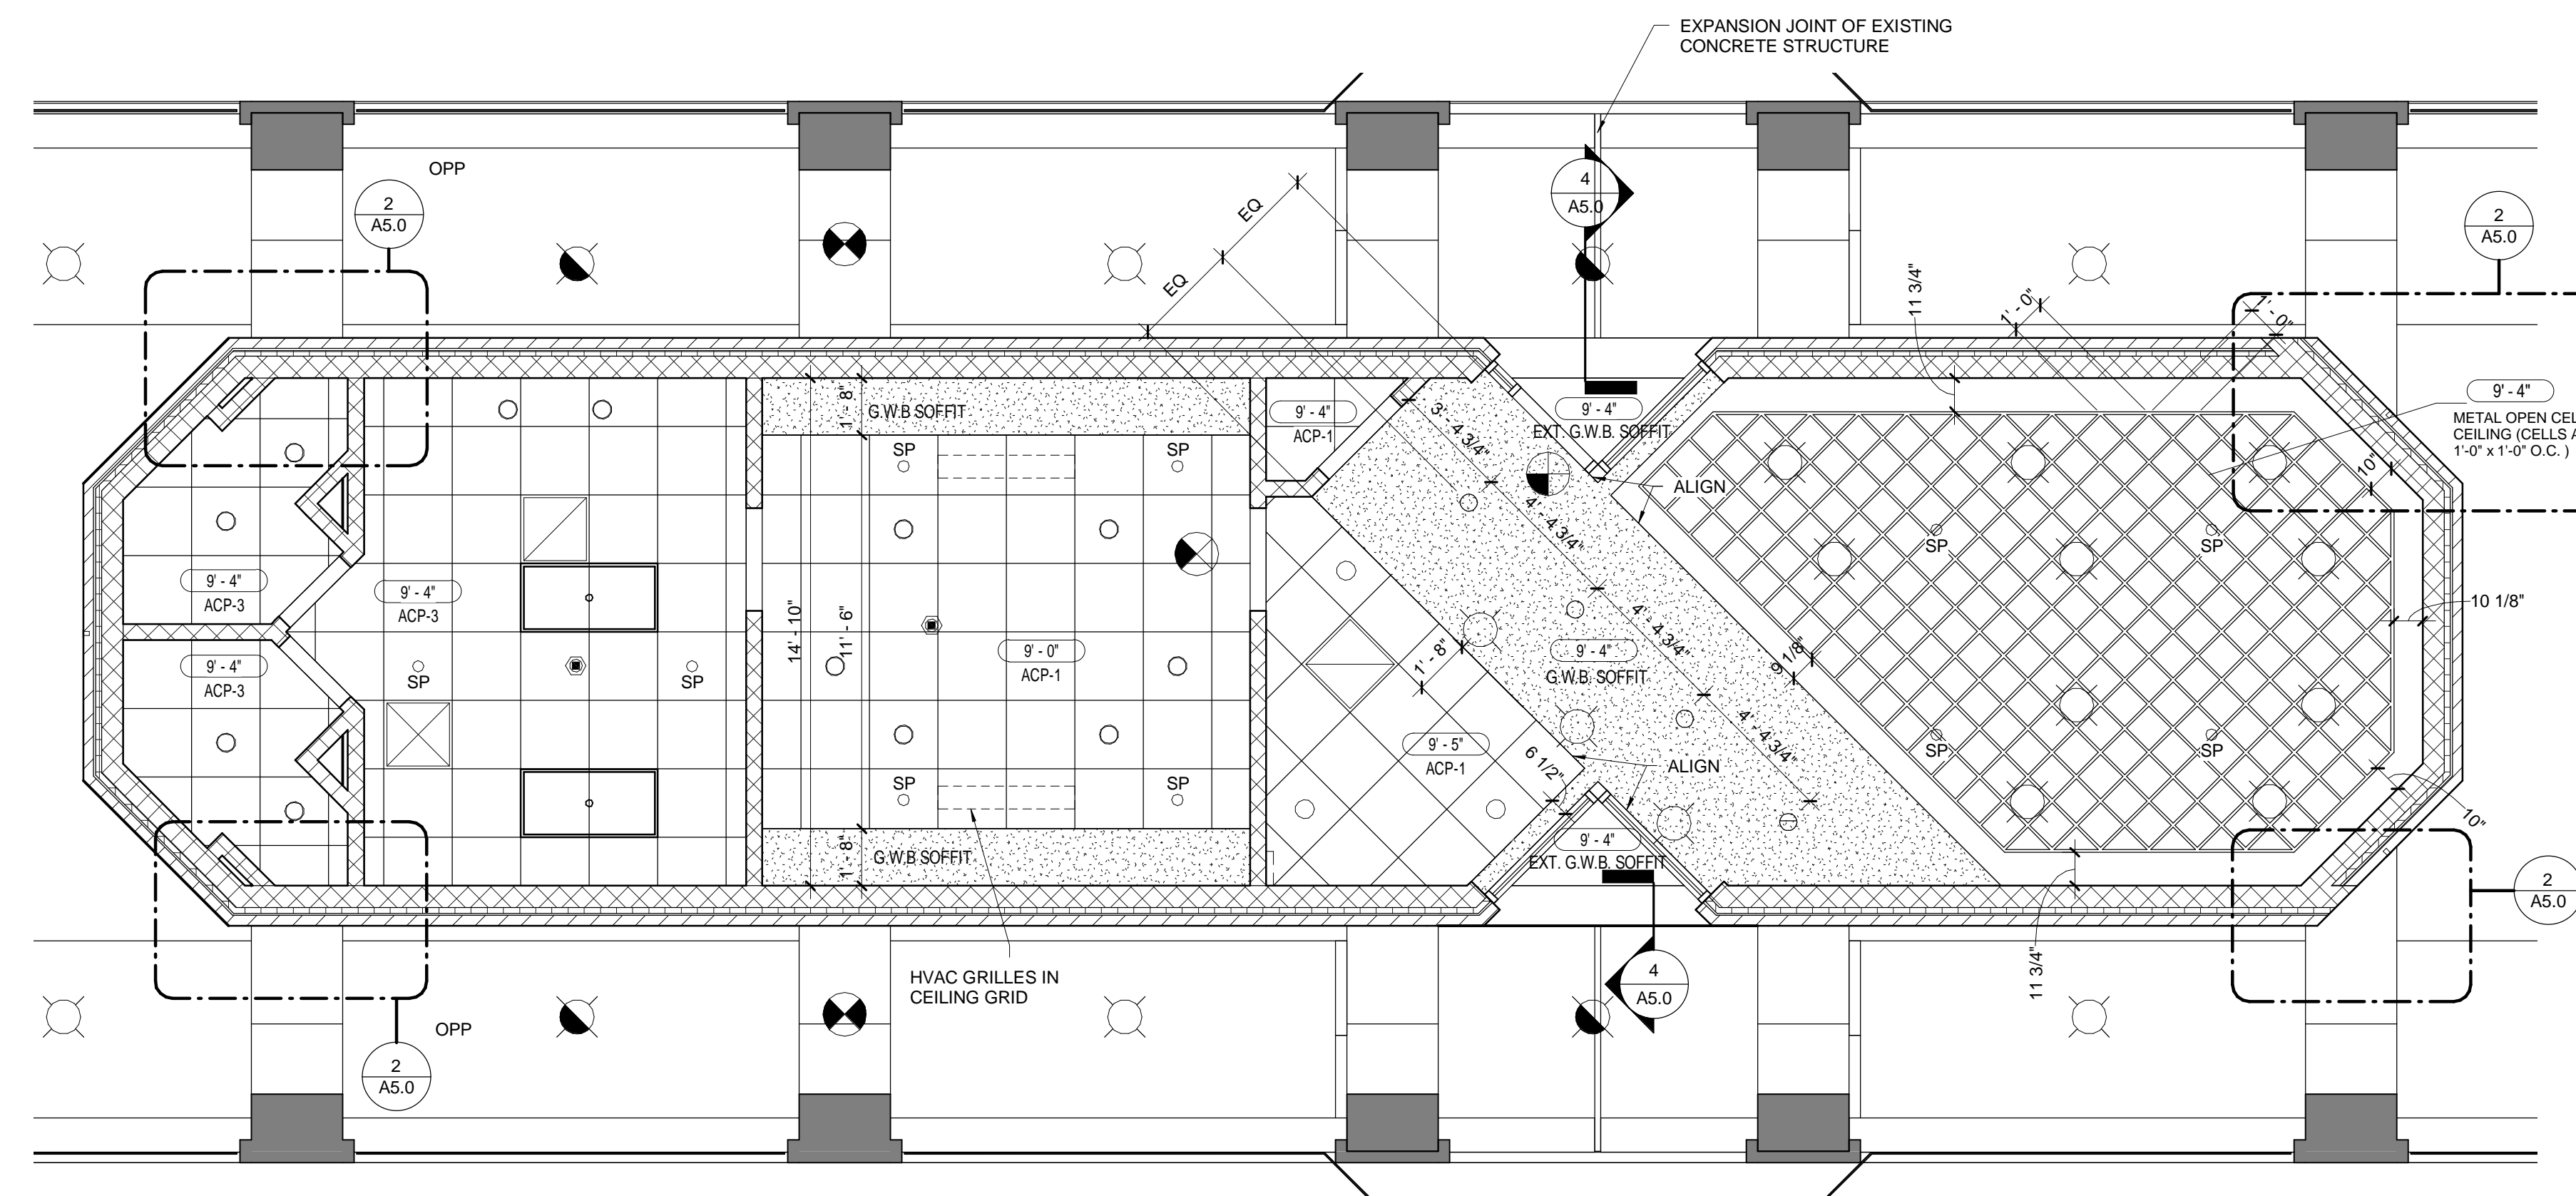 EXPANSION JOINT OF EXISTING
CONCRETE STRUCTURE
OPP
2
A5.0
4
A5.0
2
A5.0
EQ
EQ
11 3/4"
1' - 0"
1' - 0"
9' - 4"
METAL OPEN CEL
CEILING (CELLS A
1'-0" x 1'-0" O.C. )
1' - 8"
G.W.B SOFFIT
9' - 4"
ACP-1
3' - 4 3/4"
9' - 4"
EXT. G.W.B. SOFFIT
SP
SP
10"
ALIGN
4' - 4 3/4"
SP
SP
9' - 4"
ACP-3
9' - 4"
ACP-3
14' - 10"
11' - 6"
9' - 0"
ACP-1
4' - 4 3/4"
10 1/8"
9' - 4"
ACP-3
SP
SP
1' - 8"
9' - 4"
G.W.B. SOFFIT
9 1/8"
9' - 5"
ACP-1
4' - 4 3/4"
SP
SP
6 1/2"
ALIGN
SP
SP
10"
1' - 8"
G.W.B SOFFIT
9' - 4"
EXT. G.W.B. SOFFIT
2
A5.0
HVAC GRILLES IN
CEILING GRID
4
A5.0
11 3/4"
OPP
2
A5.0